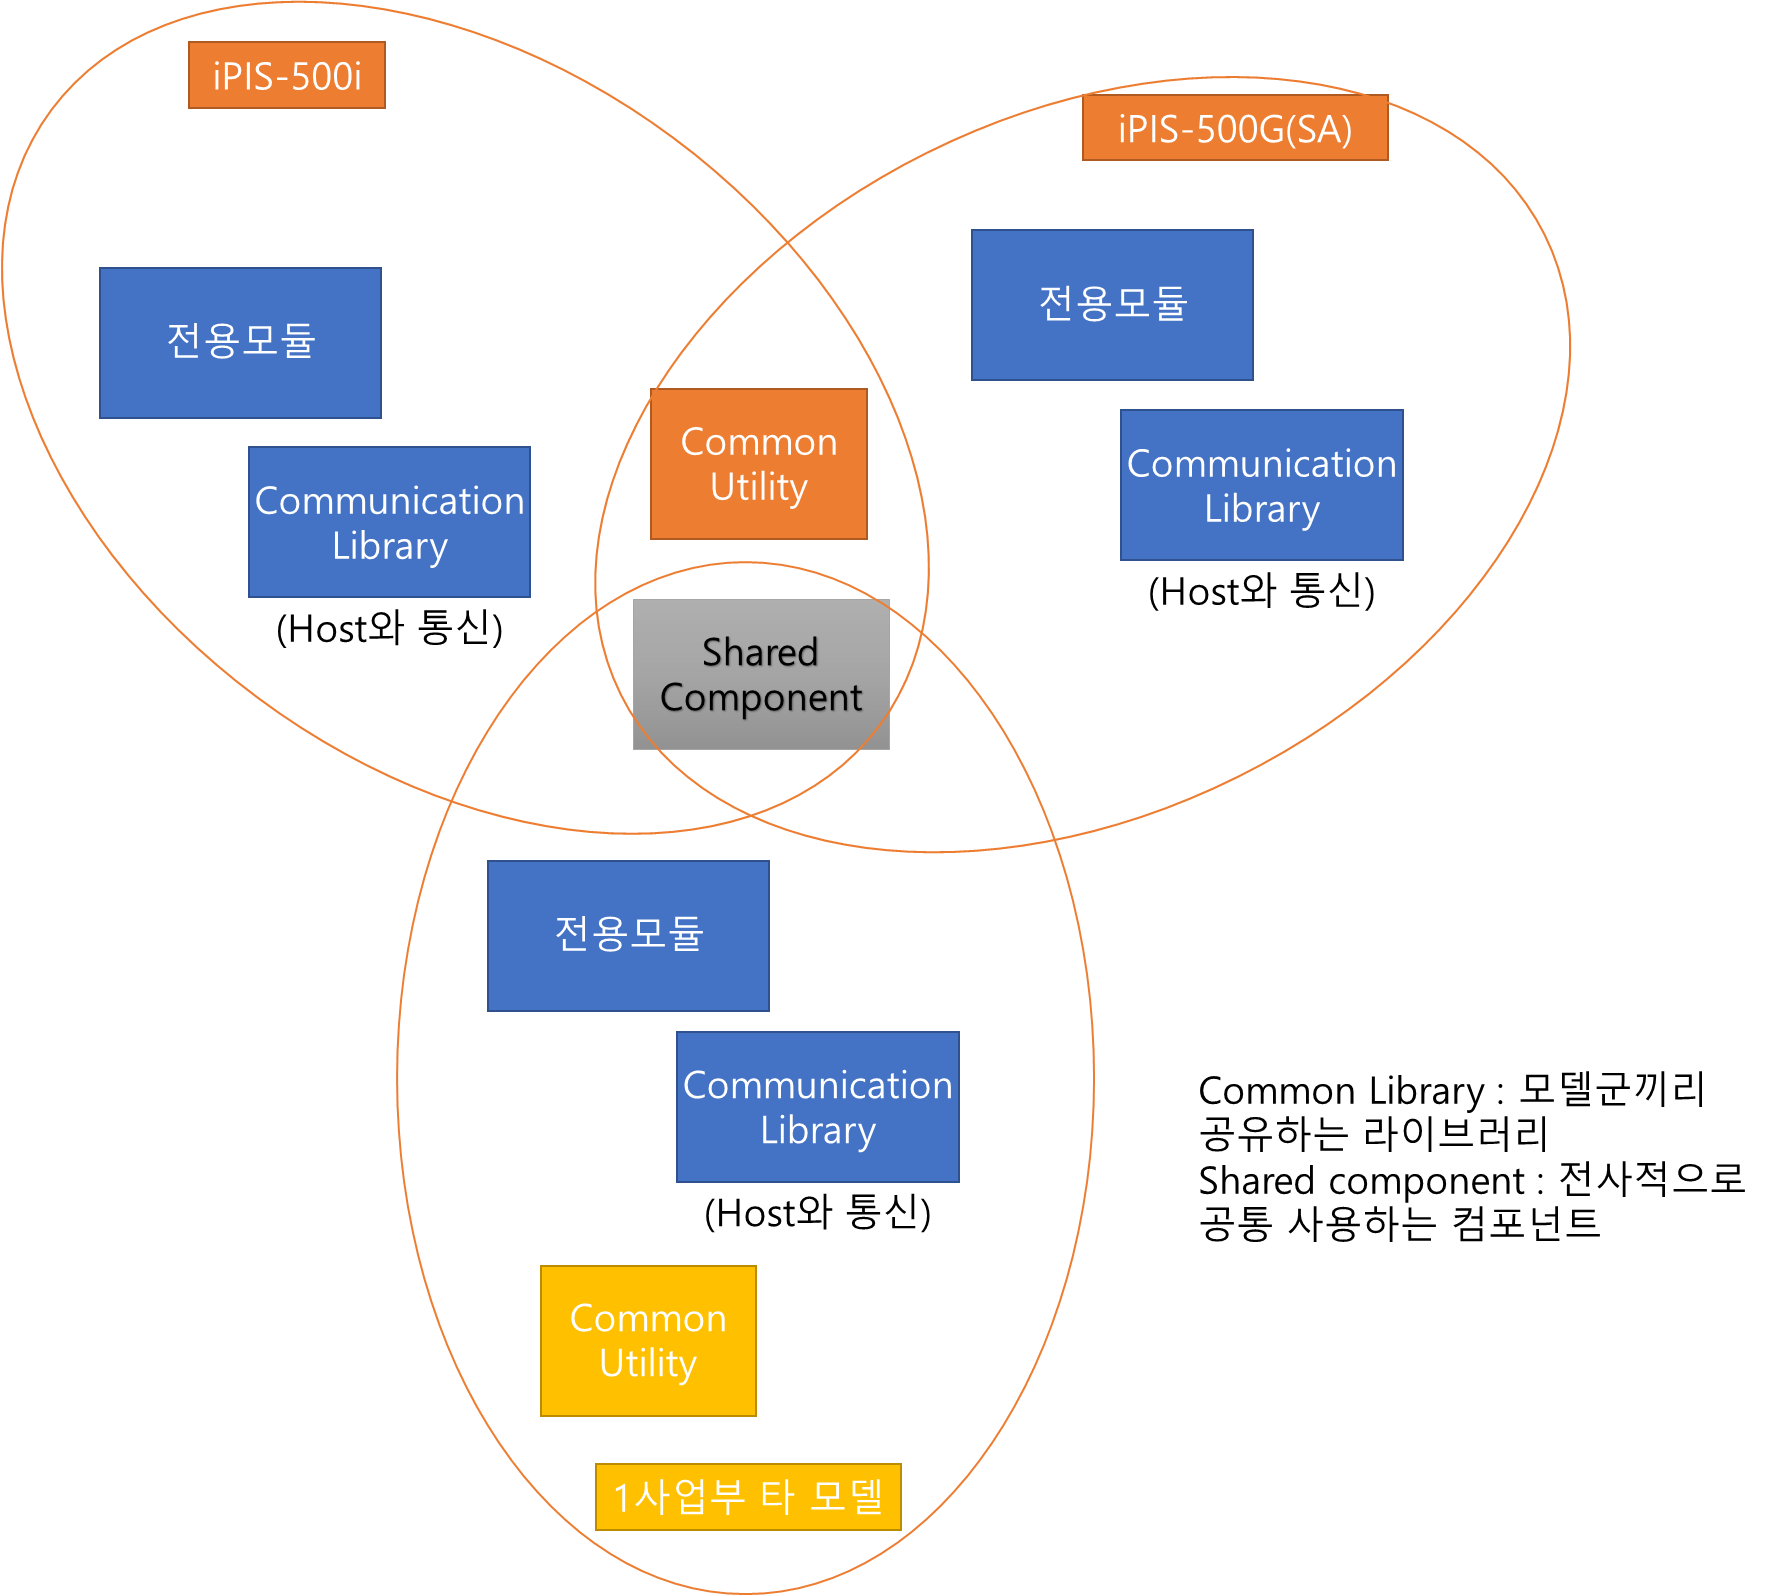 iPIS-500i
iPIS-500G(SA)
전용모듈
전용모듈
Communication
Library
(Host와 통신)
Common
Utility
Communication
Library
(Host와 통신)
Shared
Component
전용모듈
Communication
Library
(Host와 통신)
Common
Utility
1사업부 타 모델
Common Library : 모델군끼리
공유하는 라이브러리
Shared component : 전사적으로
공통 사용하는 컴포넌트